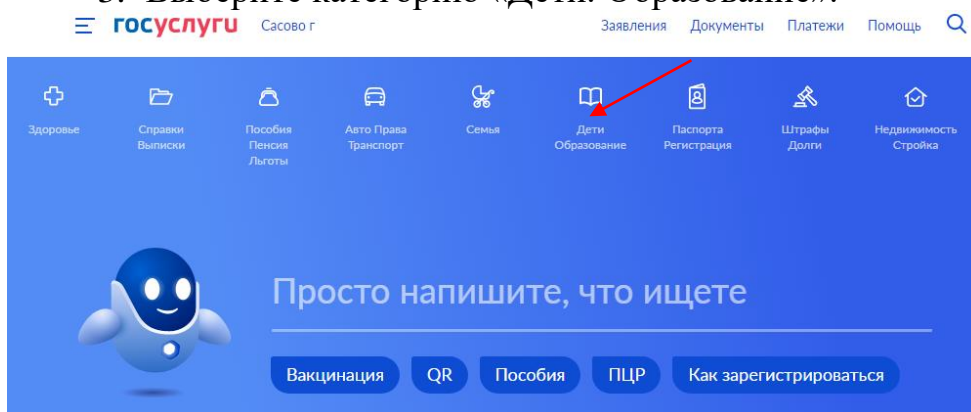 3. Выберите категорию «Дети. Образование».
госуслуги Сасово г Заявления Документы Платежи Помощь
Здоровье
Справки
Выписки
Пособия
Пенсия
Льготы
Авто Права
Транспорт
Семья
Дети
Образование
Паспорта
Регистрация
Штрафы
Долги
Недвижимость
Стройка
Просто напишите, что ищете
Вакцинация QR Пособия ПЦР Как зарегистрироваться